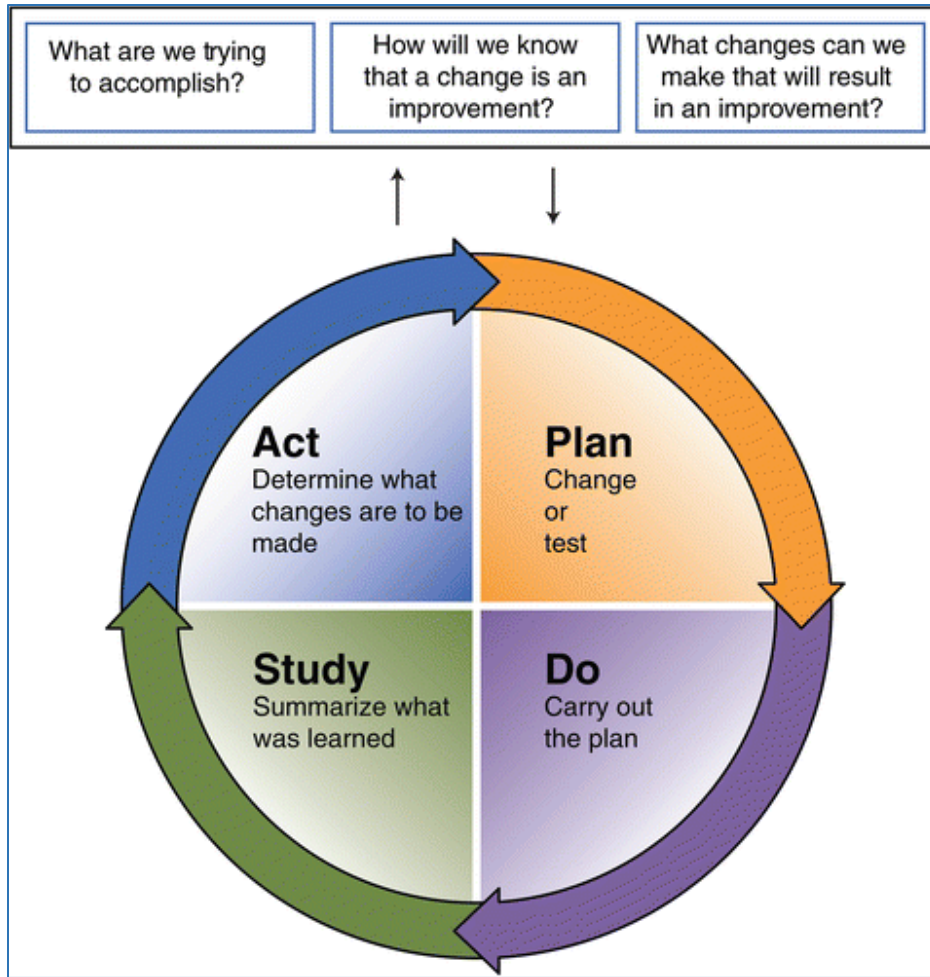 What are we trying
to accomplish?
How will we know
that a change is an
improvement?
What changes can we
make that will result
in an improvement?
Act
Determine what
changes are to be
made
Plan
Change
or
test
Study
Summarize what
was learned
Do
Carry out
the plan